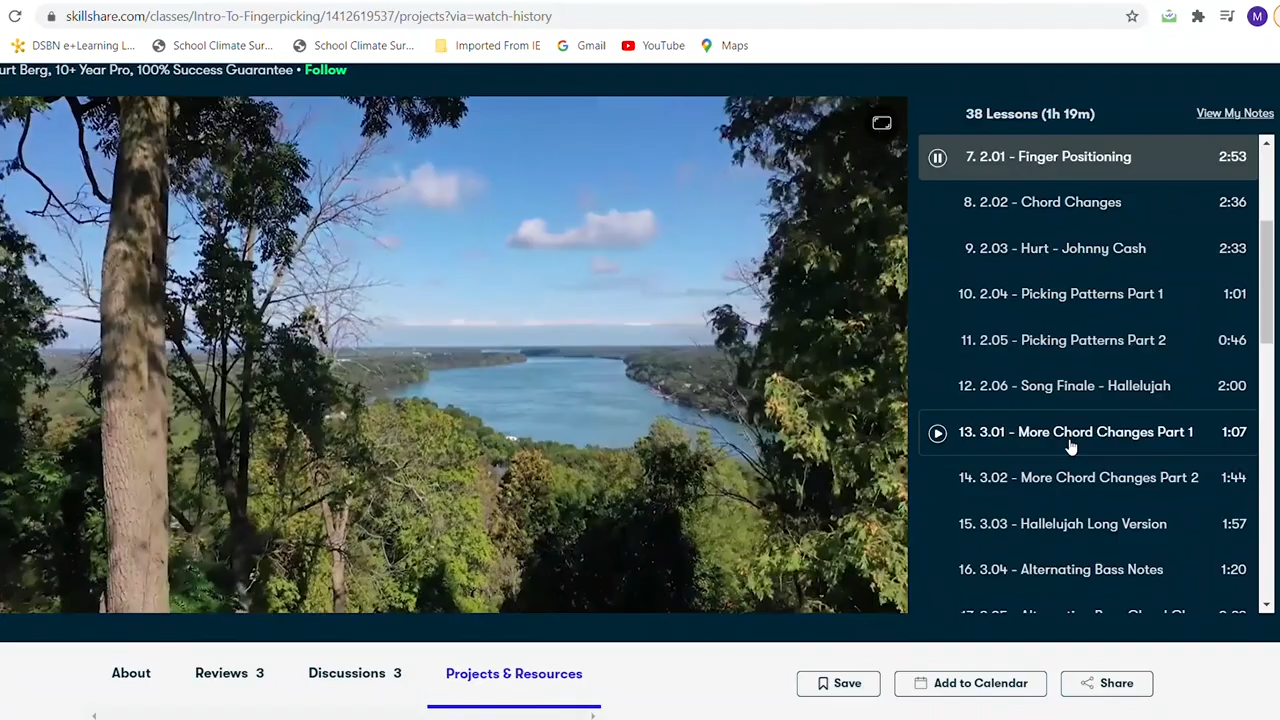 skillshare.com/classes/Intro-To-Fingerpicking/1412619537/projects?via=watch-history
M
DSBN e+Learning L... School Climate Sur... School Climate Sur... Imported From IE Gmail YouTube Maps
urt Berg, 10+ Year Pro, 100% Success Guarantee • Follow
38 Lessons (1h 19m) View My Notes
7. 2.01 - Finger Positioning 2:53
8. 2.02 - Chord Changes 2:36
9. 2.03 - Hurt - Johnny Cash 2:33
10. 2.04 - Picking Patterns Part 1 1:01
11. 2.05 - Picking Patterns Part 2 0:46
12. 2.06 - Song Finale - Hallelujah 2:00
13. 3.01 - More Chord Changes Part 1 1:07
14. 3.02 - More Chord Changes Part 2 1:44
15. 3.03 - Hallelujah Long Version 1:57
16. 3.04 - Alternating Bass Notes 1:20
About Reviews 3 Discussions 3 Projects & Resources
Save Add to Calendar Share